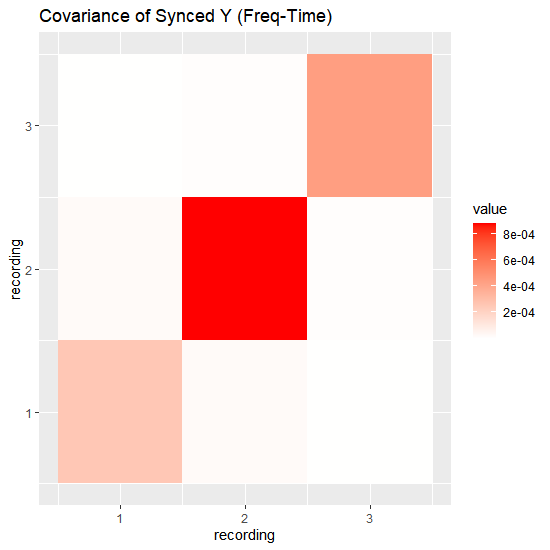 Covariance of Synced Y (Freq-Time)
recording
3
2
1
1
2
3
recording
value
8e-04
6e-04
4e-04
2e-04